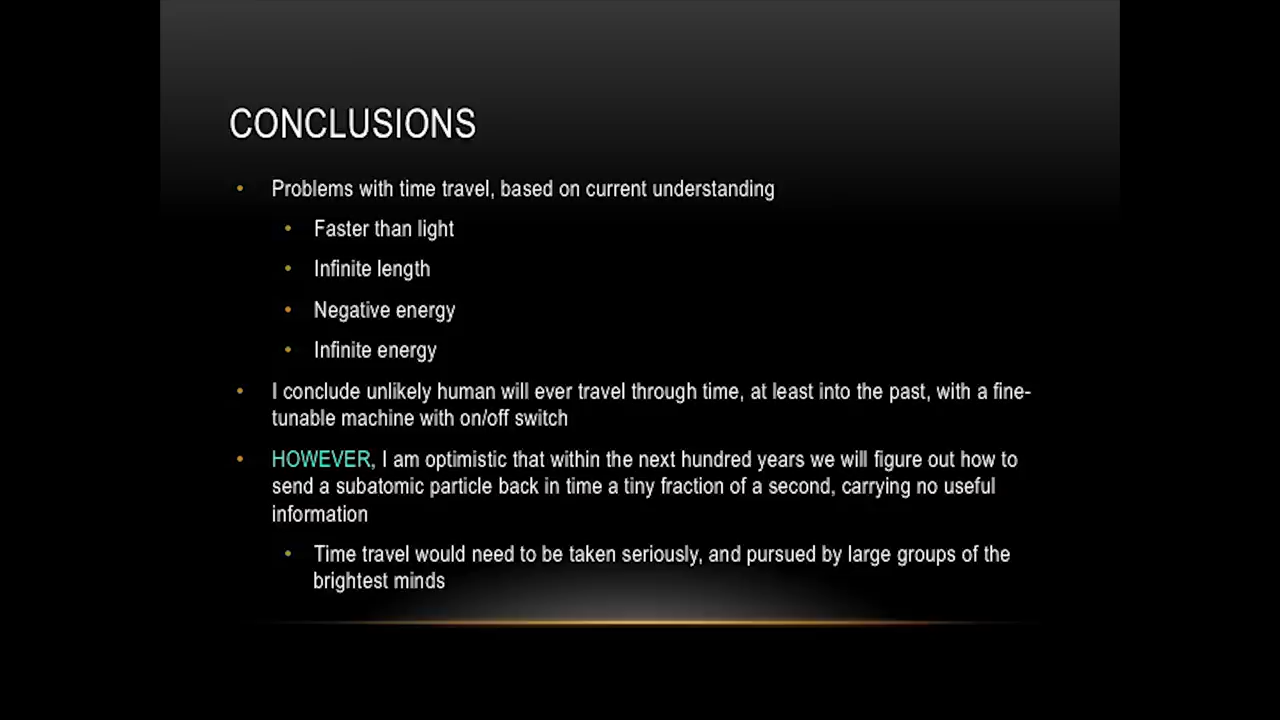 CONCLUSIONS
• Problems with time travel, based on current understanding
• Faster than light
• Infinite length
• Negative energy
• Infinite energy
• I conclude unlikely human will ever travel through time, at least into the past, with a fine-
tunable machine with on/off switch
• HOWEVER, I am optimistic that within the next hundred years we will figure out how to
send a subatomic particle back in time a tiny fraction of a second, carrying no useful
information
• Time travel would need to be taken seriously, and pursued by large groups of the
brightest minds